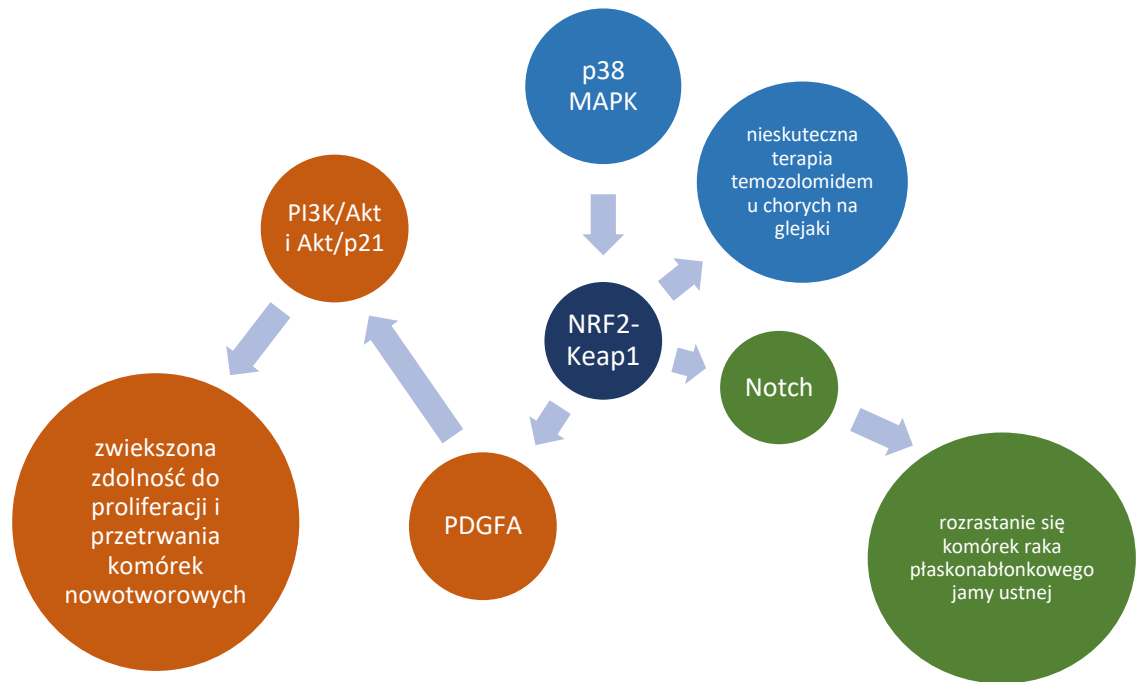 p38
MAPK
nieskuteczna
terapia
temozolomidem
u chorych na
glejaki
PI3K/Akt
i Akt/p21
NRF2-
Keap1
Notch
zwiekszona
zdolność do
proliferacji i
przetrwania
komórek
nowotworowych
PDGFA
rozrastanie się
komórek raka
płaskonabłonkowego
jamy ustnej